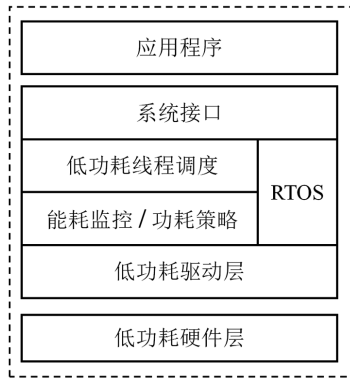 应用程序
系统接口
低功耗线程调度
RTOS
能耗监控 / 功耗策略
低功耗驱动层
低功耗硬件层